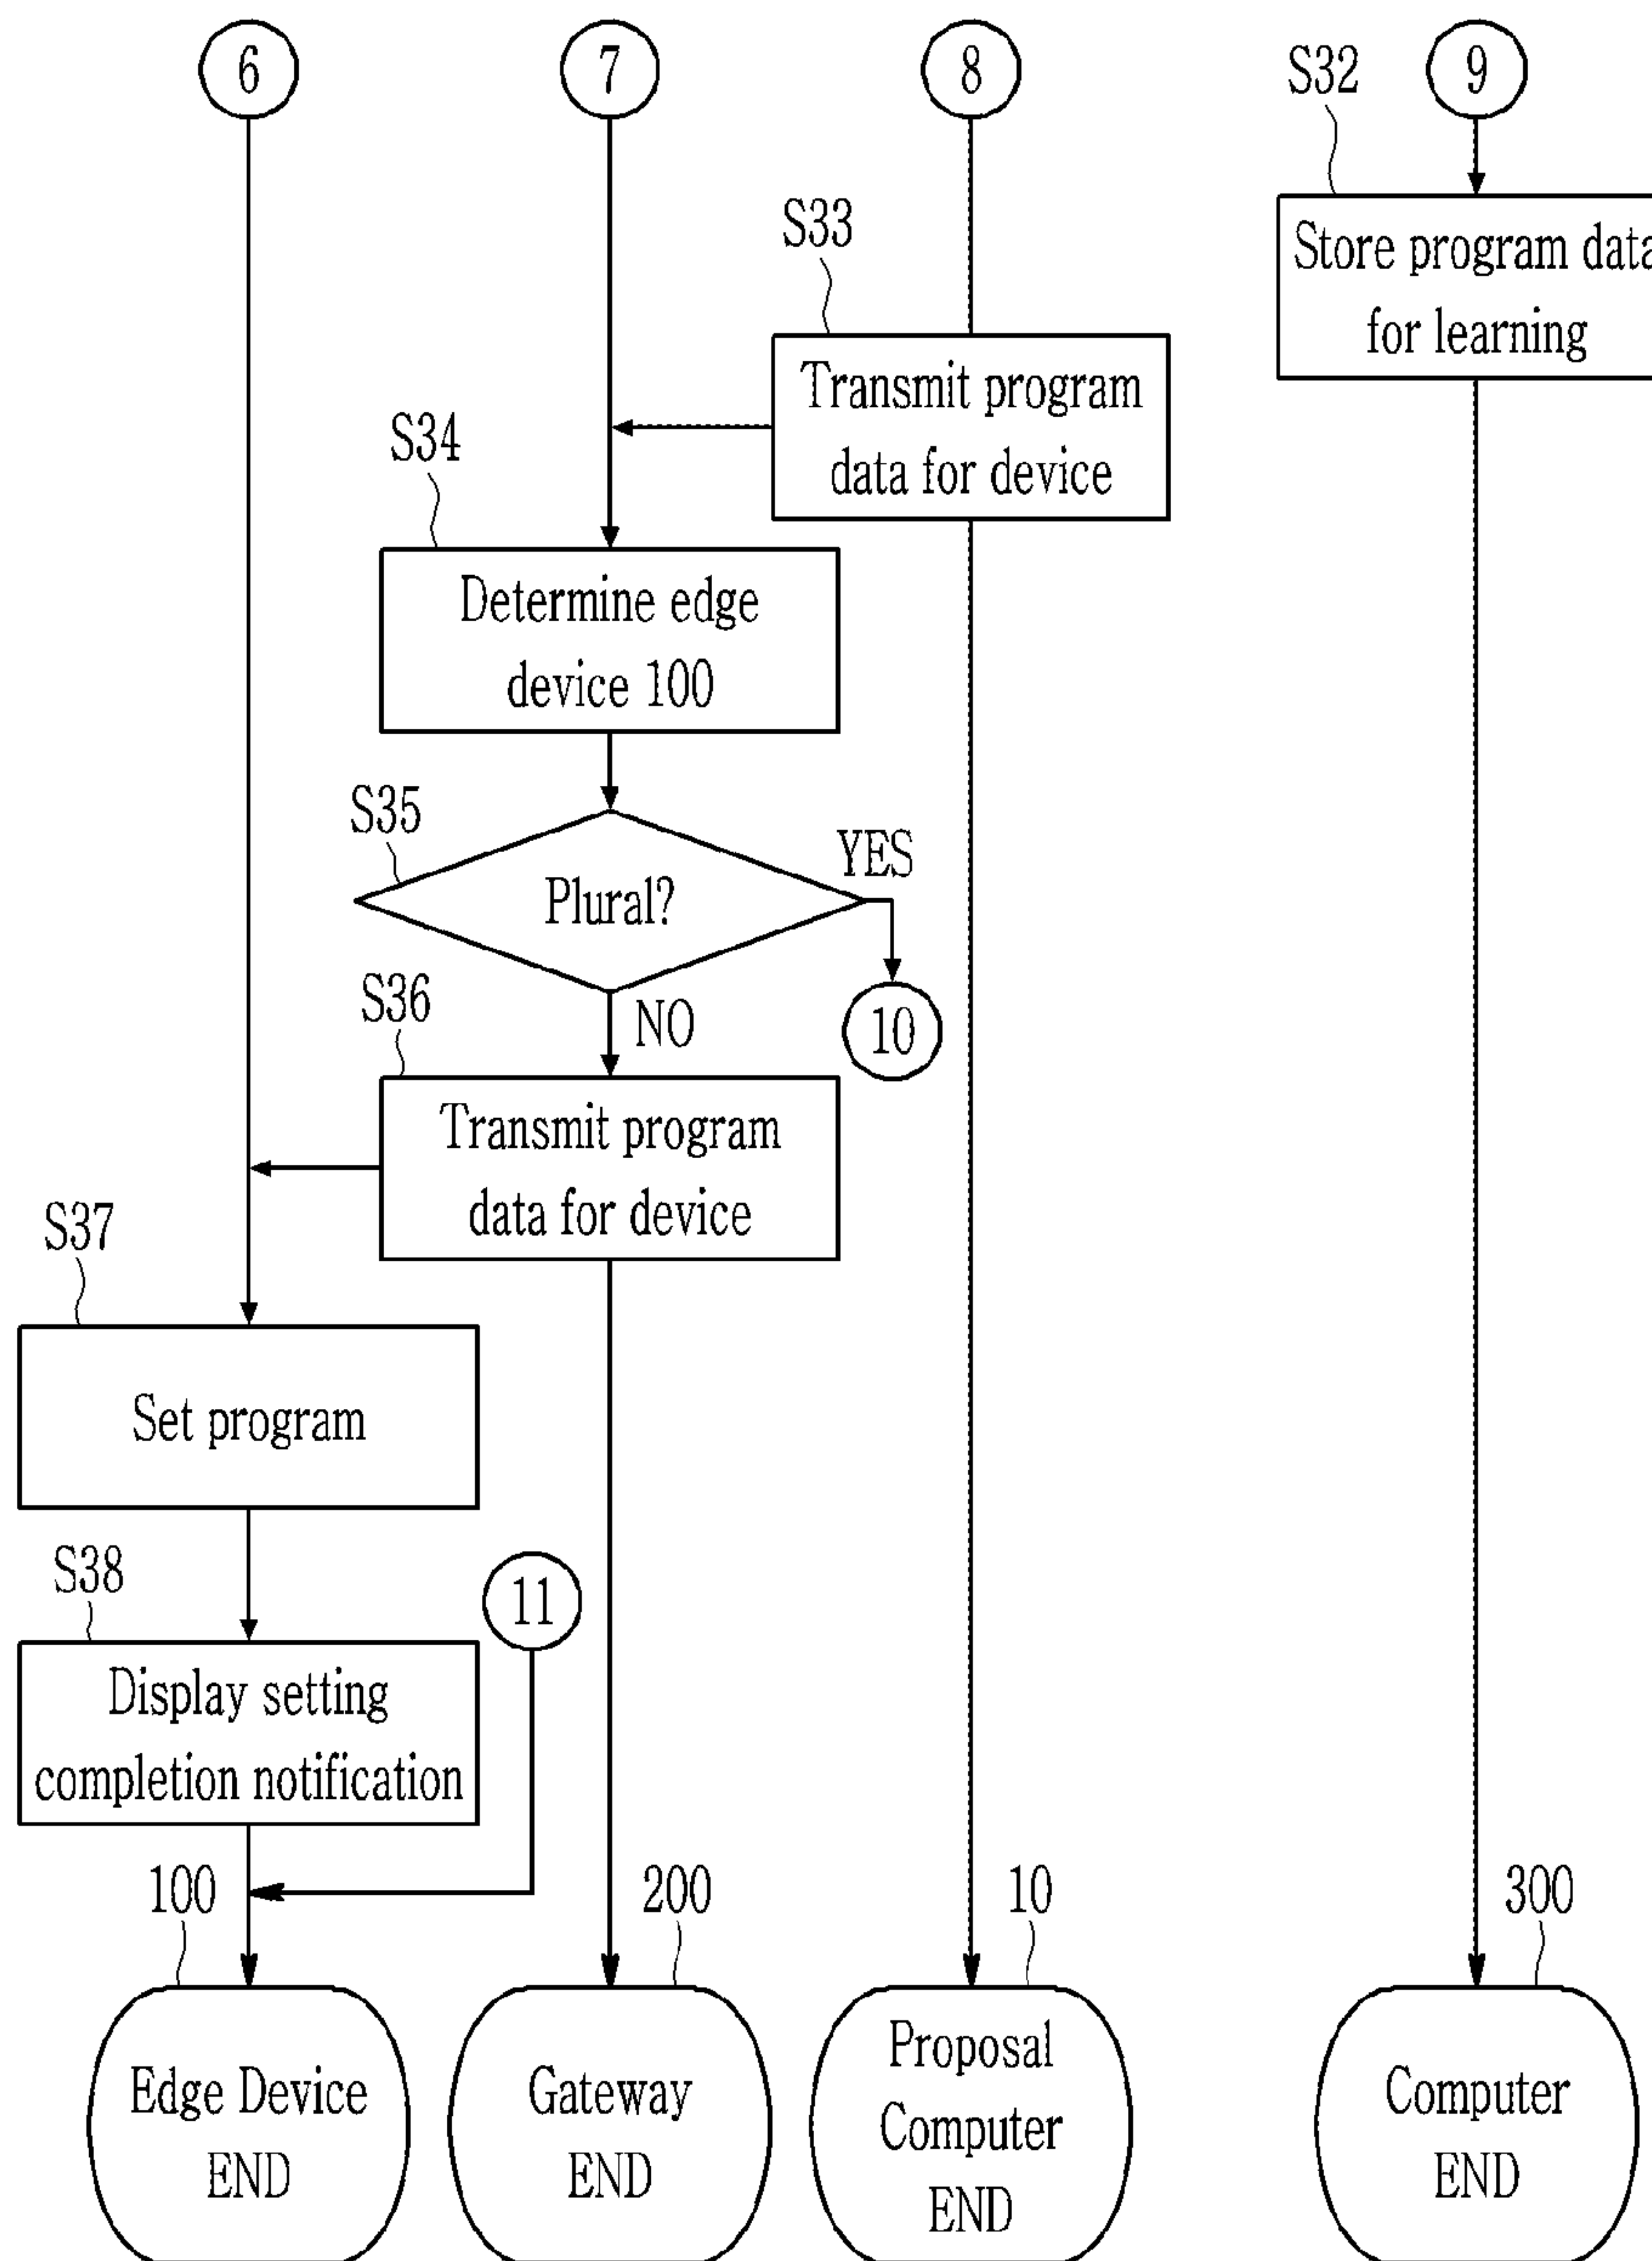 6
7
8
9
S32
Store program data
for learning
S33
Transmit program
data for device
S34
Determine edge
device 100
S35
Plural?
YES
10
NO
S36
Transmit program
data for device
S37
Set program
S38
11
Display setting
completion notification
100
200
10
300
Edge Device
END
Gateway
END
Proposal
Computer
END
Computer
END